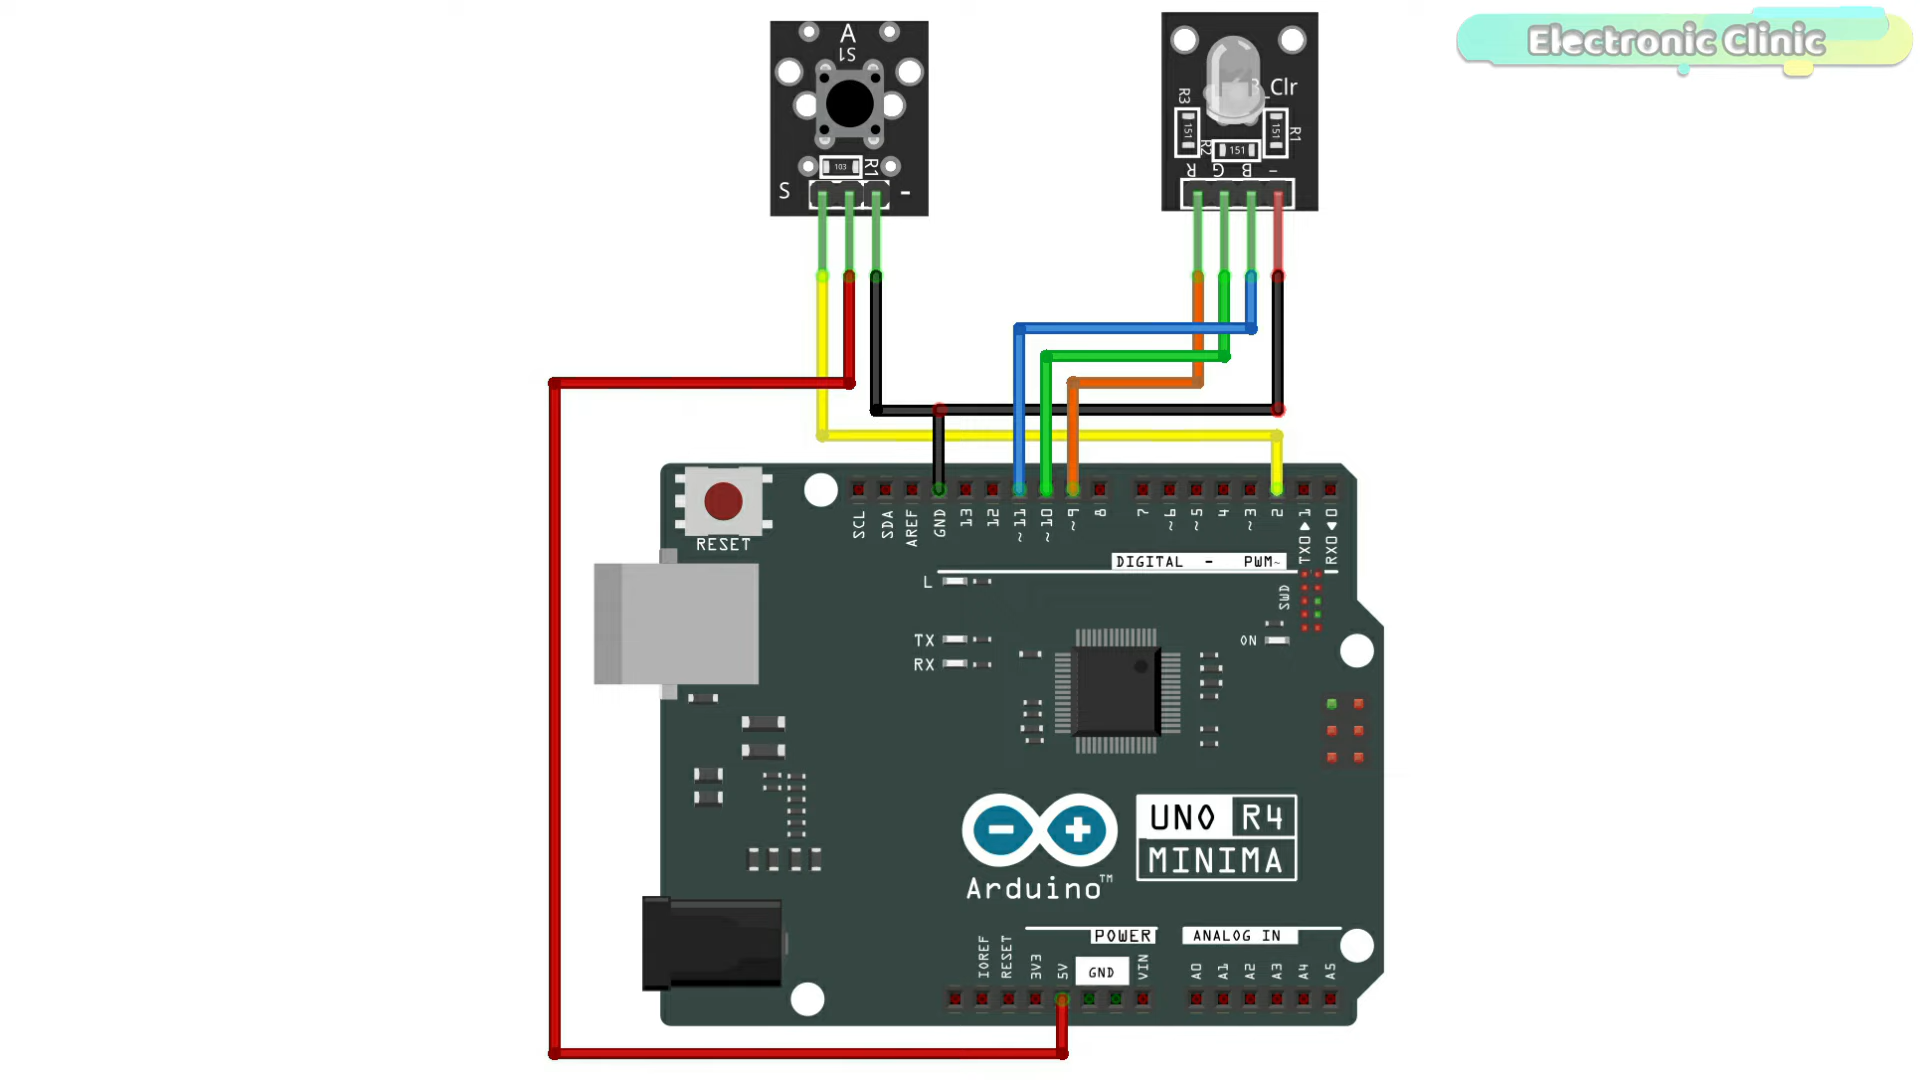 Electronic Clinic
A
S1
103
R1
S
-
B_Clr
R3
151
R2
151
151
R1
R
G
B
-
RESET
SCL
SDA
AREF
GND
13
12
~11
~10
~9
8
7
~6
~5
4
~3
2
TX0▶1
RX0◀0
DIGITAL - PWM~
L
TX
RX
SWD
ON
UNO R4
MINIMA
Arduino™
POWER
ANALOG IN
IOREF
RESET
3V3
5V
GND
VIN
A0
A1
A2
A3
A4
A5